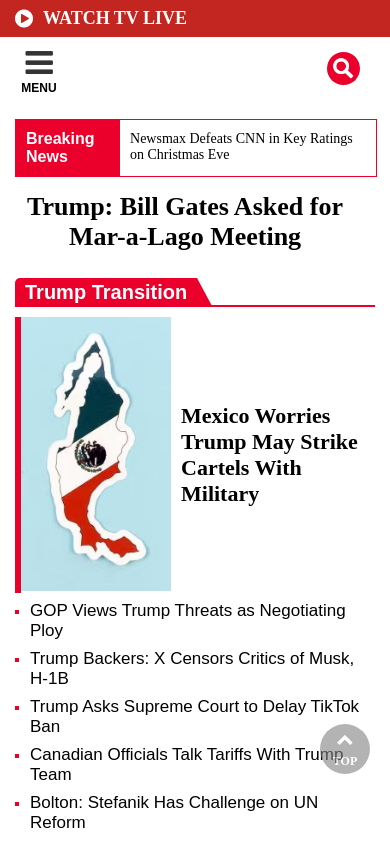 WATCH TV LIVE
MENU
Breaking
News
Newsmax Defeats CNN in Key Ratings
on Christmas Eve
Trump: Bill Gates Asked for
Mar-a-Lago Meeting
Trump Transition
Mexico Worries
Trump May Strike
Cartels With
Military
GOP Views Trump Threats as Negotiating
Ploy
Trump Backers: X Censors Critics of Musk,
H-1B
Trump Asks Supreme Court to Delay TikTok
Ban
Canadian Officials Talk Tariffs With Trump
Team
TOP
Bolton: Stefanik Has Challenge on UN
Reform